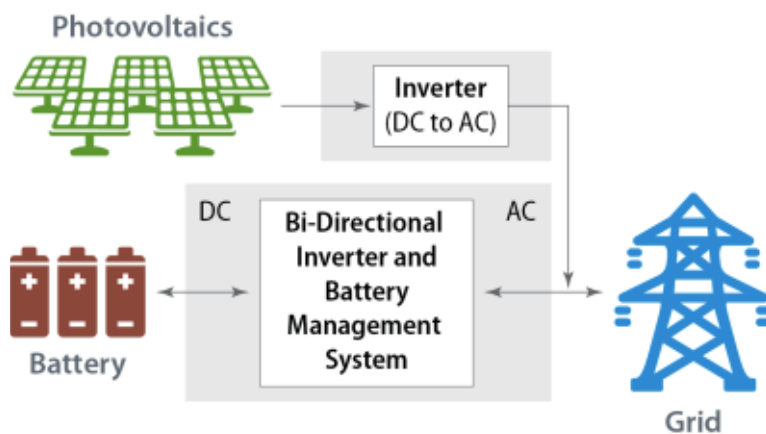 Photovoltaics
Inverter
(DC to AC)
DC
AC
Bi-Directional
Inverter and
Battery
Management
System
Battery
Grid